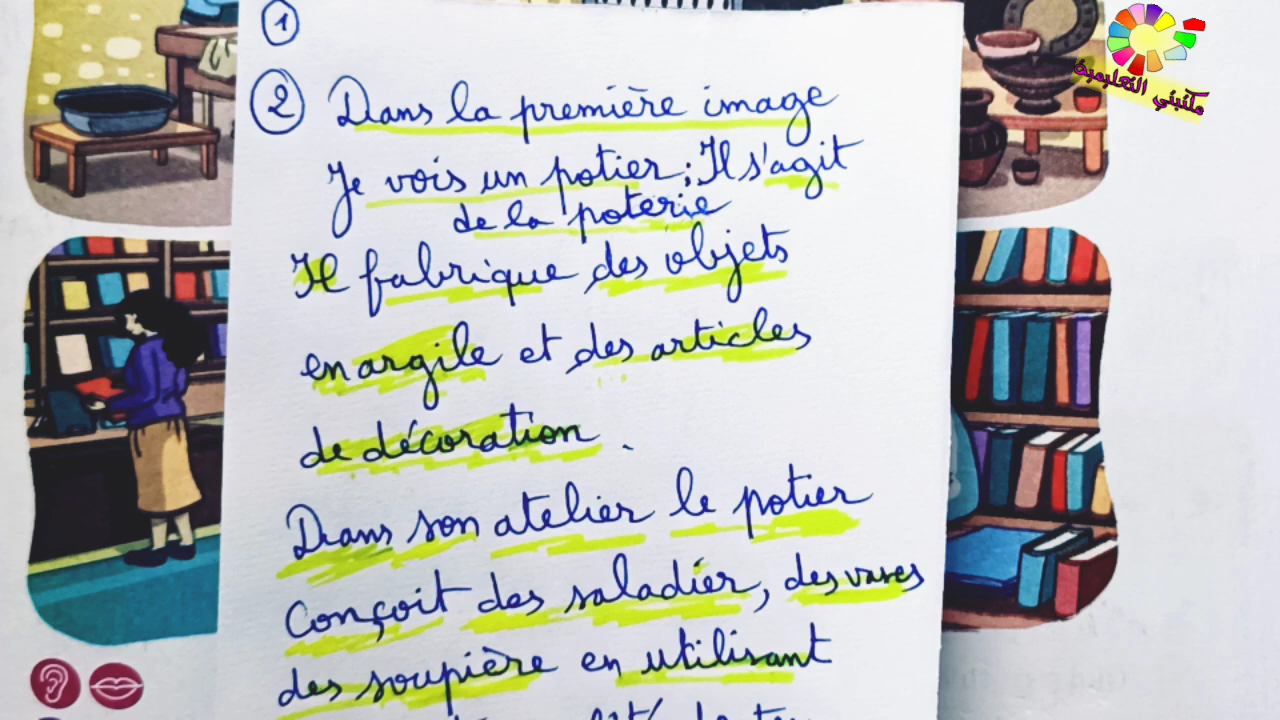 1
2 Dans la première image
Je vois un potier; Il s'agit
de la poterie
Il fabrique des objets
en argile et des articles
de décoration.
Dans son atelier le potier
Conçoit des saladier, des vases
des soupière en utilisant
مكتبتي التعليمية